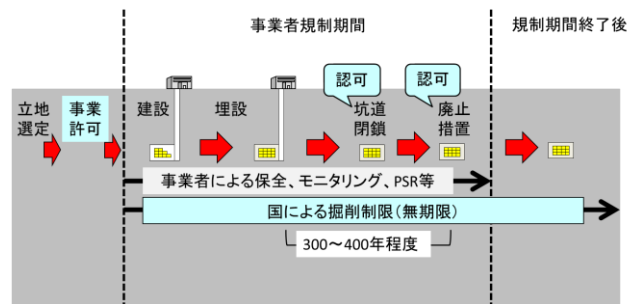 事業者規制期間
規制期間終了後
認可
認可
立地
選定
事業
許可
建設
埋設
坑道
閉鎖
廃止
措置
事業者による保全、モニタリング、PSR等
国による掘削制限(無期限)
300～400年程度